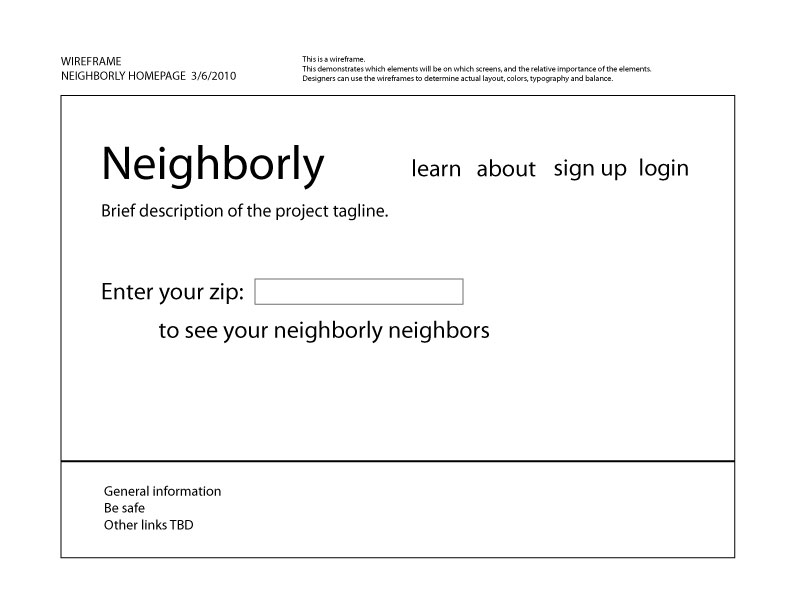 WIREFRAME
NEIGHBORLY HOMEPAGE 3/6/2010
This is a wireframe.
This demonstrates which elements will be on which screens, and the relative importance of the elements.
Designers can use the wireframes to determine actual layout, colors, typography and balance.
Neighborly
learn about sign up login
Brief description of the project tagline.
Enter your zip:
to see your neighborly neighbors
General information
Be safe
Other links TBD